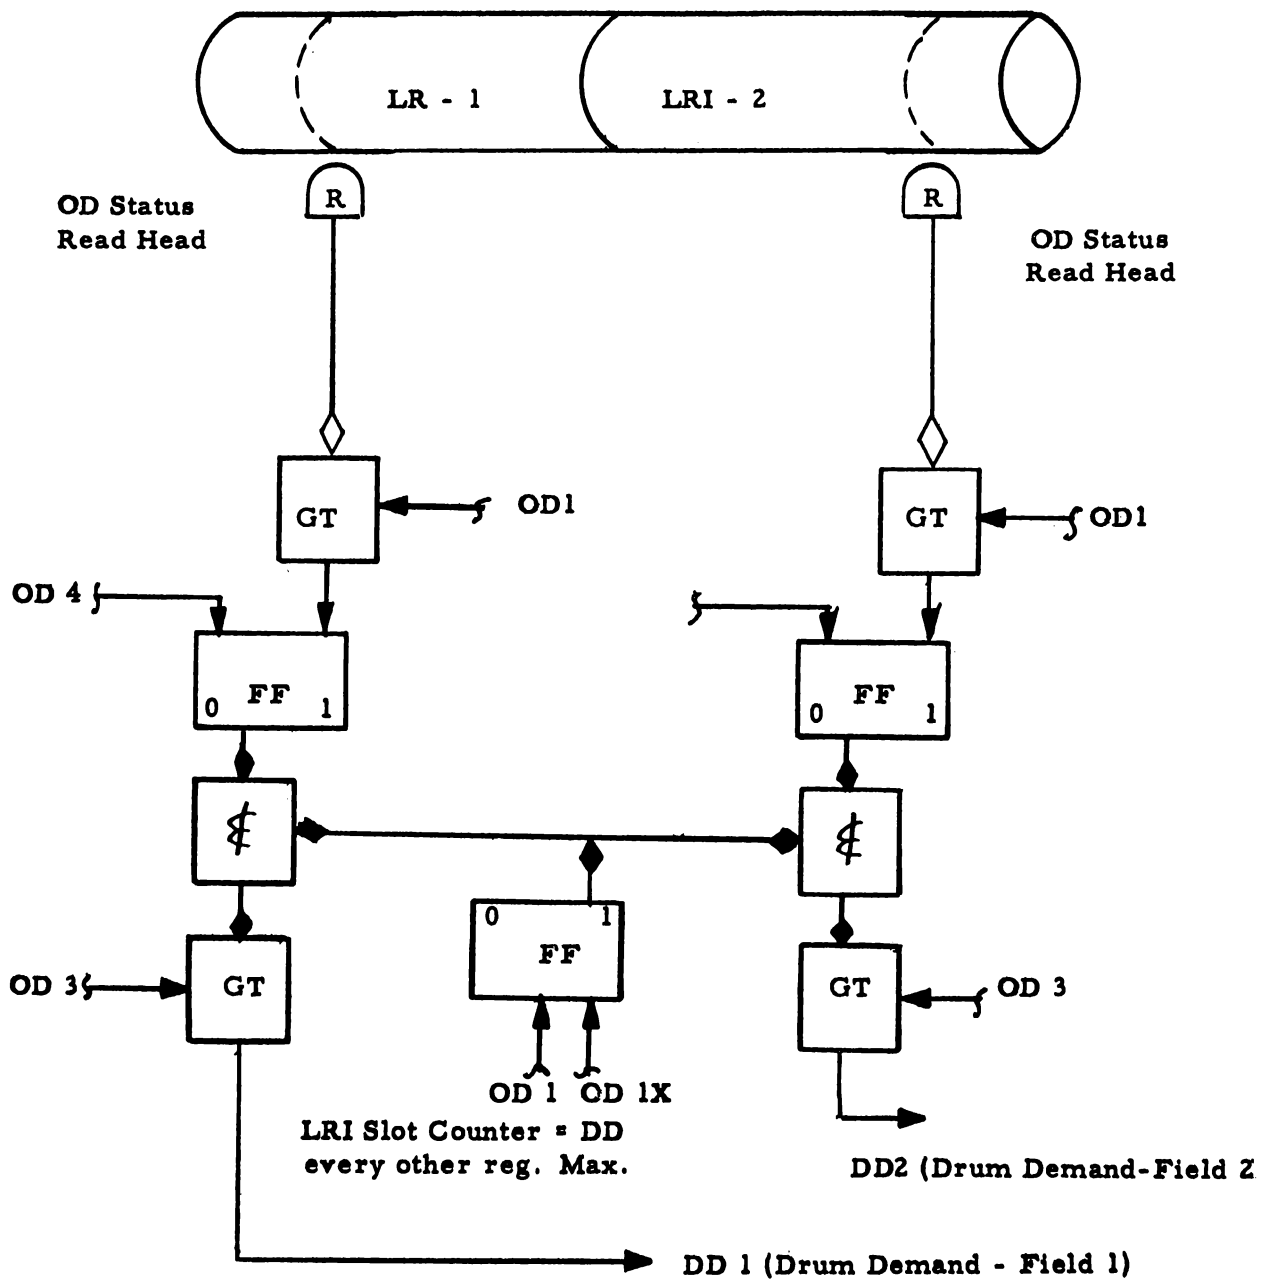 LR - 1
LRI - 2
R
R
OD Status
Read Head
OD Status
Read Head
GT
OD1
GT
OD1
OD 4
FF
0 1
FF
0 1
&
&
0 1
FF
OD 3
GT
GT
OD 3
OD 1 OD 1X
LRI Slot Counter = DD
every other reg. Max.
DD2 (Drum Demand-Field 2
DD 1 (Drum Demand - Field 1)